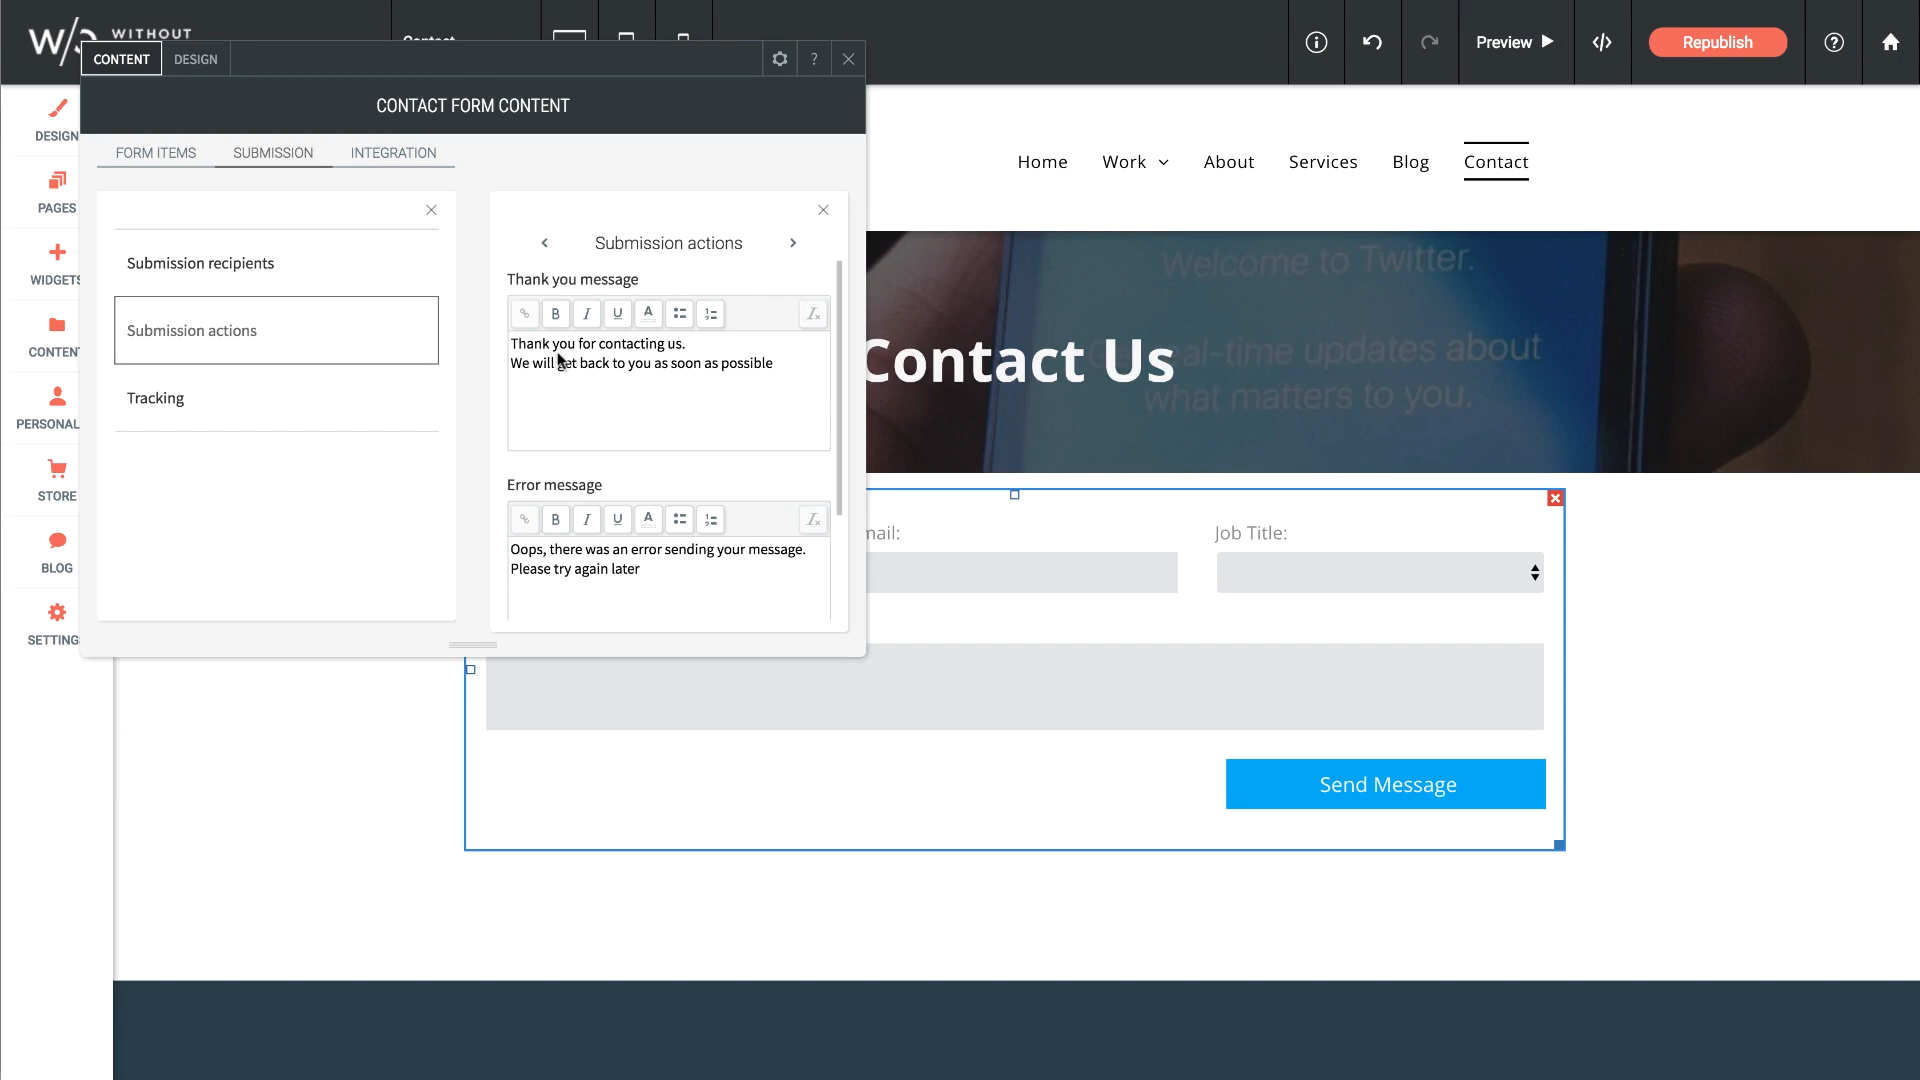 W/O WITHOUT
CONTENT
DESIGN
?
CONTACT FORM CONTENT
FORM ITEMS
SUBMISSION
INTEGRATION
Preview
</>
Republish
?
DESIGN
PAGES
WIDGETS
CONTENT
PERSONAL
STORE
BLOG
SETTING
Submission recipients
Submission actions
Tracking
Submission actions
Thank you message
B I U A
Thank you for contacting us.
We will get back to you as soon as possible
Error message
B I U A
Oops, there was an error sending your message.
Please try again later
Home
Work
About
Services
Blog
Contact
Welcome to Twitter.
al-time updates about
what matters to you.
Contact Us
mail:
Job Title:
Send Message